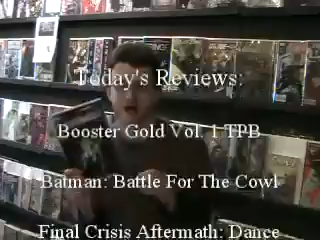 Today's Reviews:
Booster Gold Vol. 1 TPB
Batman: Battle For The Cowl
Final Crisis Aftermath: Dance